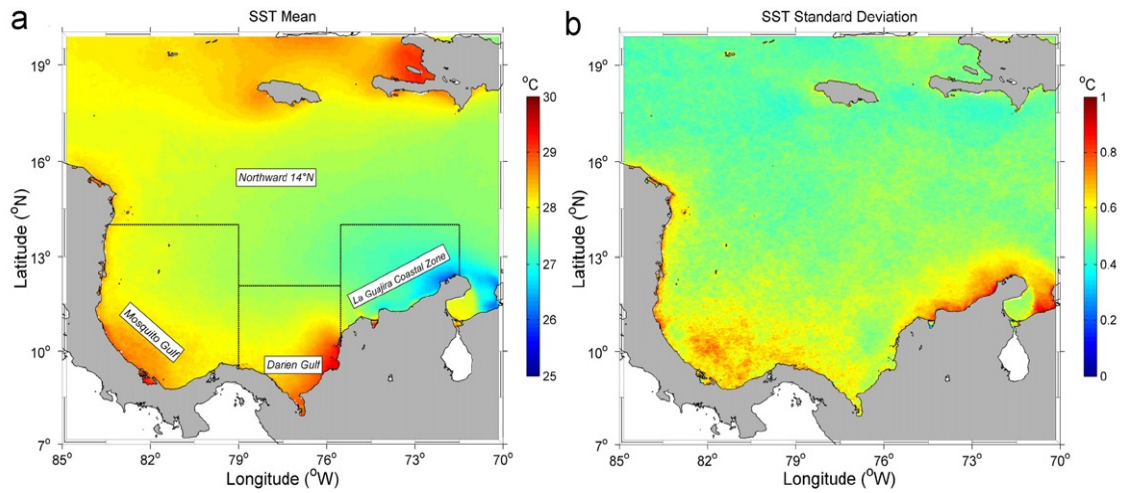 a
SST Mean
19°
16°
13°
10°
7°
Latitude (°N)
85°
82°
79°
76°
73°
70°
Longitude (°W)
Northward 14°N
La Guajira Coastal Zone
Mosquito Gulf
Darien Gulf
°C
30
29
28
27
26
25
b
SST Standard Deviation
19°
16°
13°
10°
7°
Latitude (°N)
85°
82°
79°
76°
73°
70°
Longitude (°W)
°C
1
0.8
0.6
0.4
0.2
0